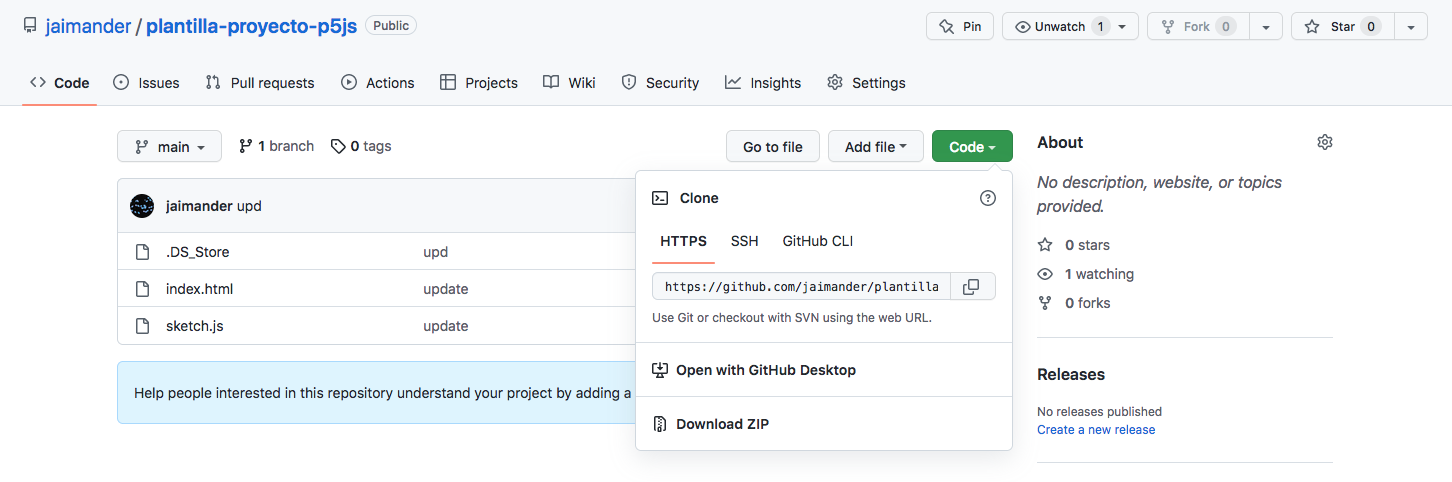 jaimander / plantilla-proyecto-p5js Public Pin Unwatch 1 Fork 0 Star 0
Code Issues Pull requests Actions Projects Wiki Security Insights Settings
main 1 branch 0 tags Go to file Add file Code
jaimander upd
.DS_Store upd
index.html update
sketch.js update
Help people interested in this repository understand your project by adding a
Clone
HTTPS SSH GitHub CLI
https://github.com/jaimander/plantilla
Use Git or checkout with SVN using the web URL.
Open with GitHub Desktop
Download ZIP
About
No description, website, or topics
provided.
0 stars
1 watching
0 forks
Releases
No releases published
Create a new release